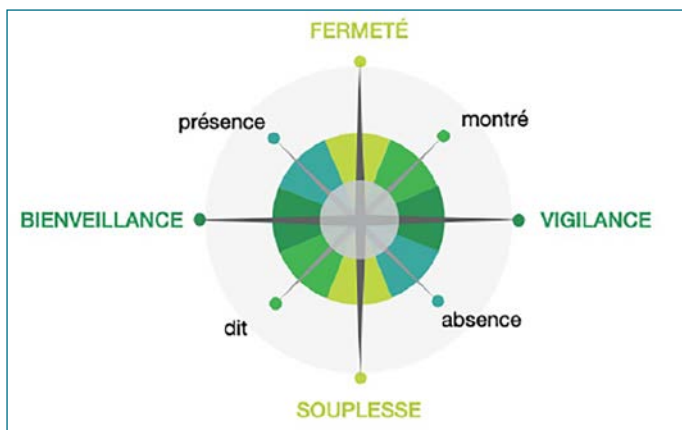 FERMETÉ
présence
montré
BIENVEILLANCE
VIGILANCE
dit
absence
SOUPLESSE